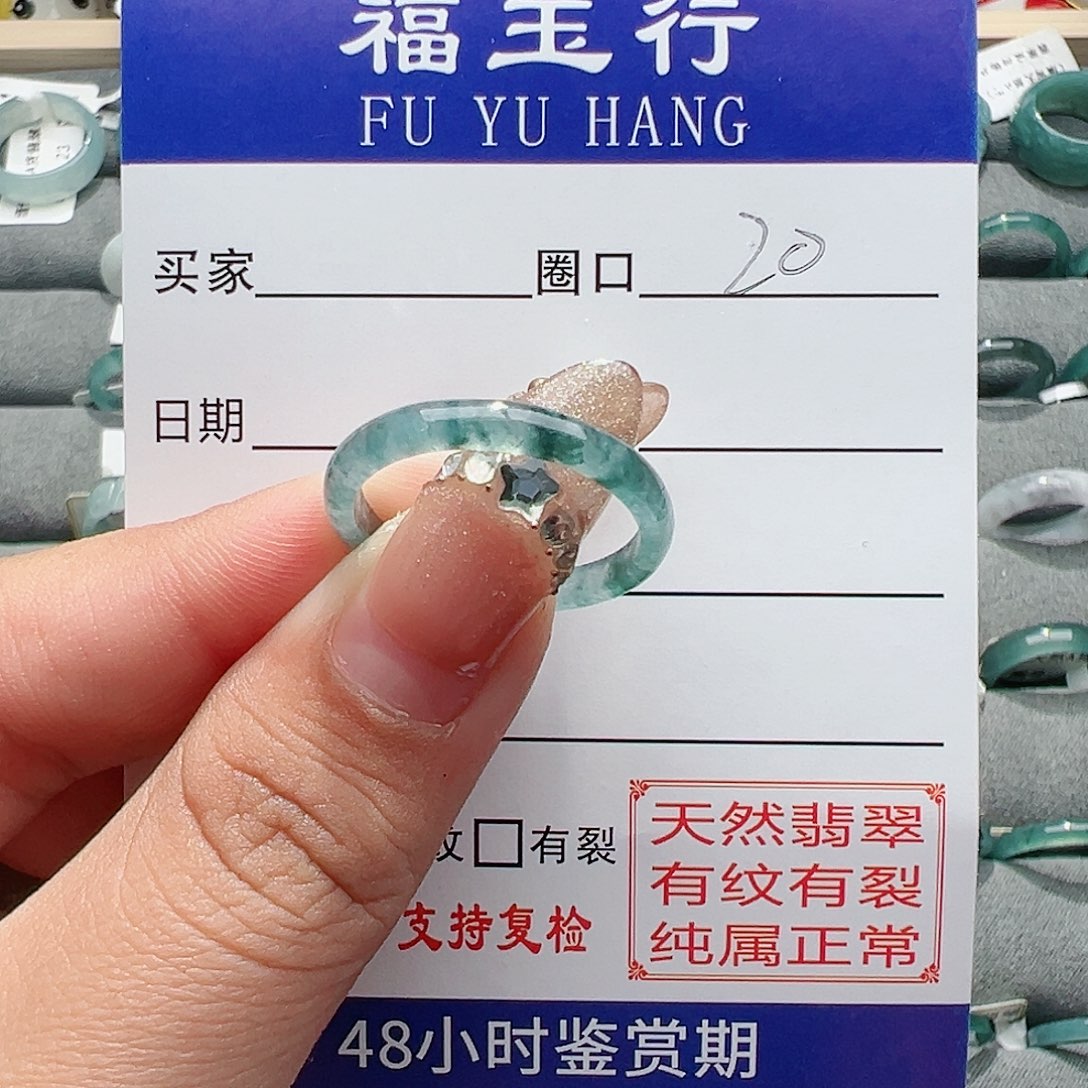 福玉行
FU YU HANG
买家 圈口 20
日期
纹 有裂
支持复检
天然翡翠
有纹有裂
纯属正常
48小时鉴赏期
23